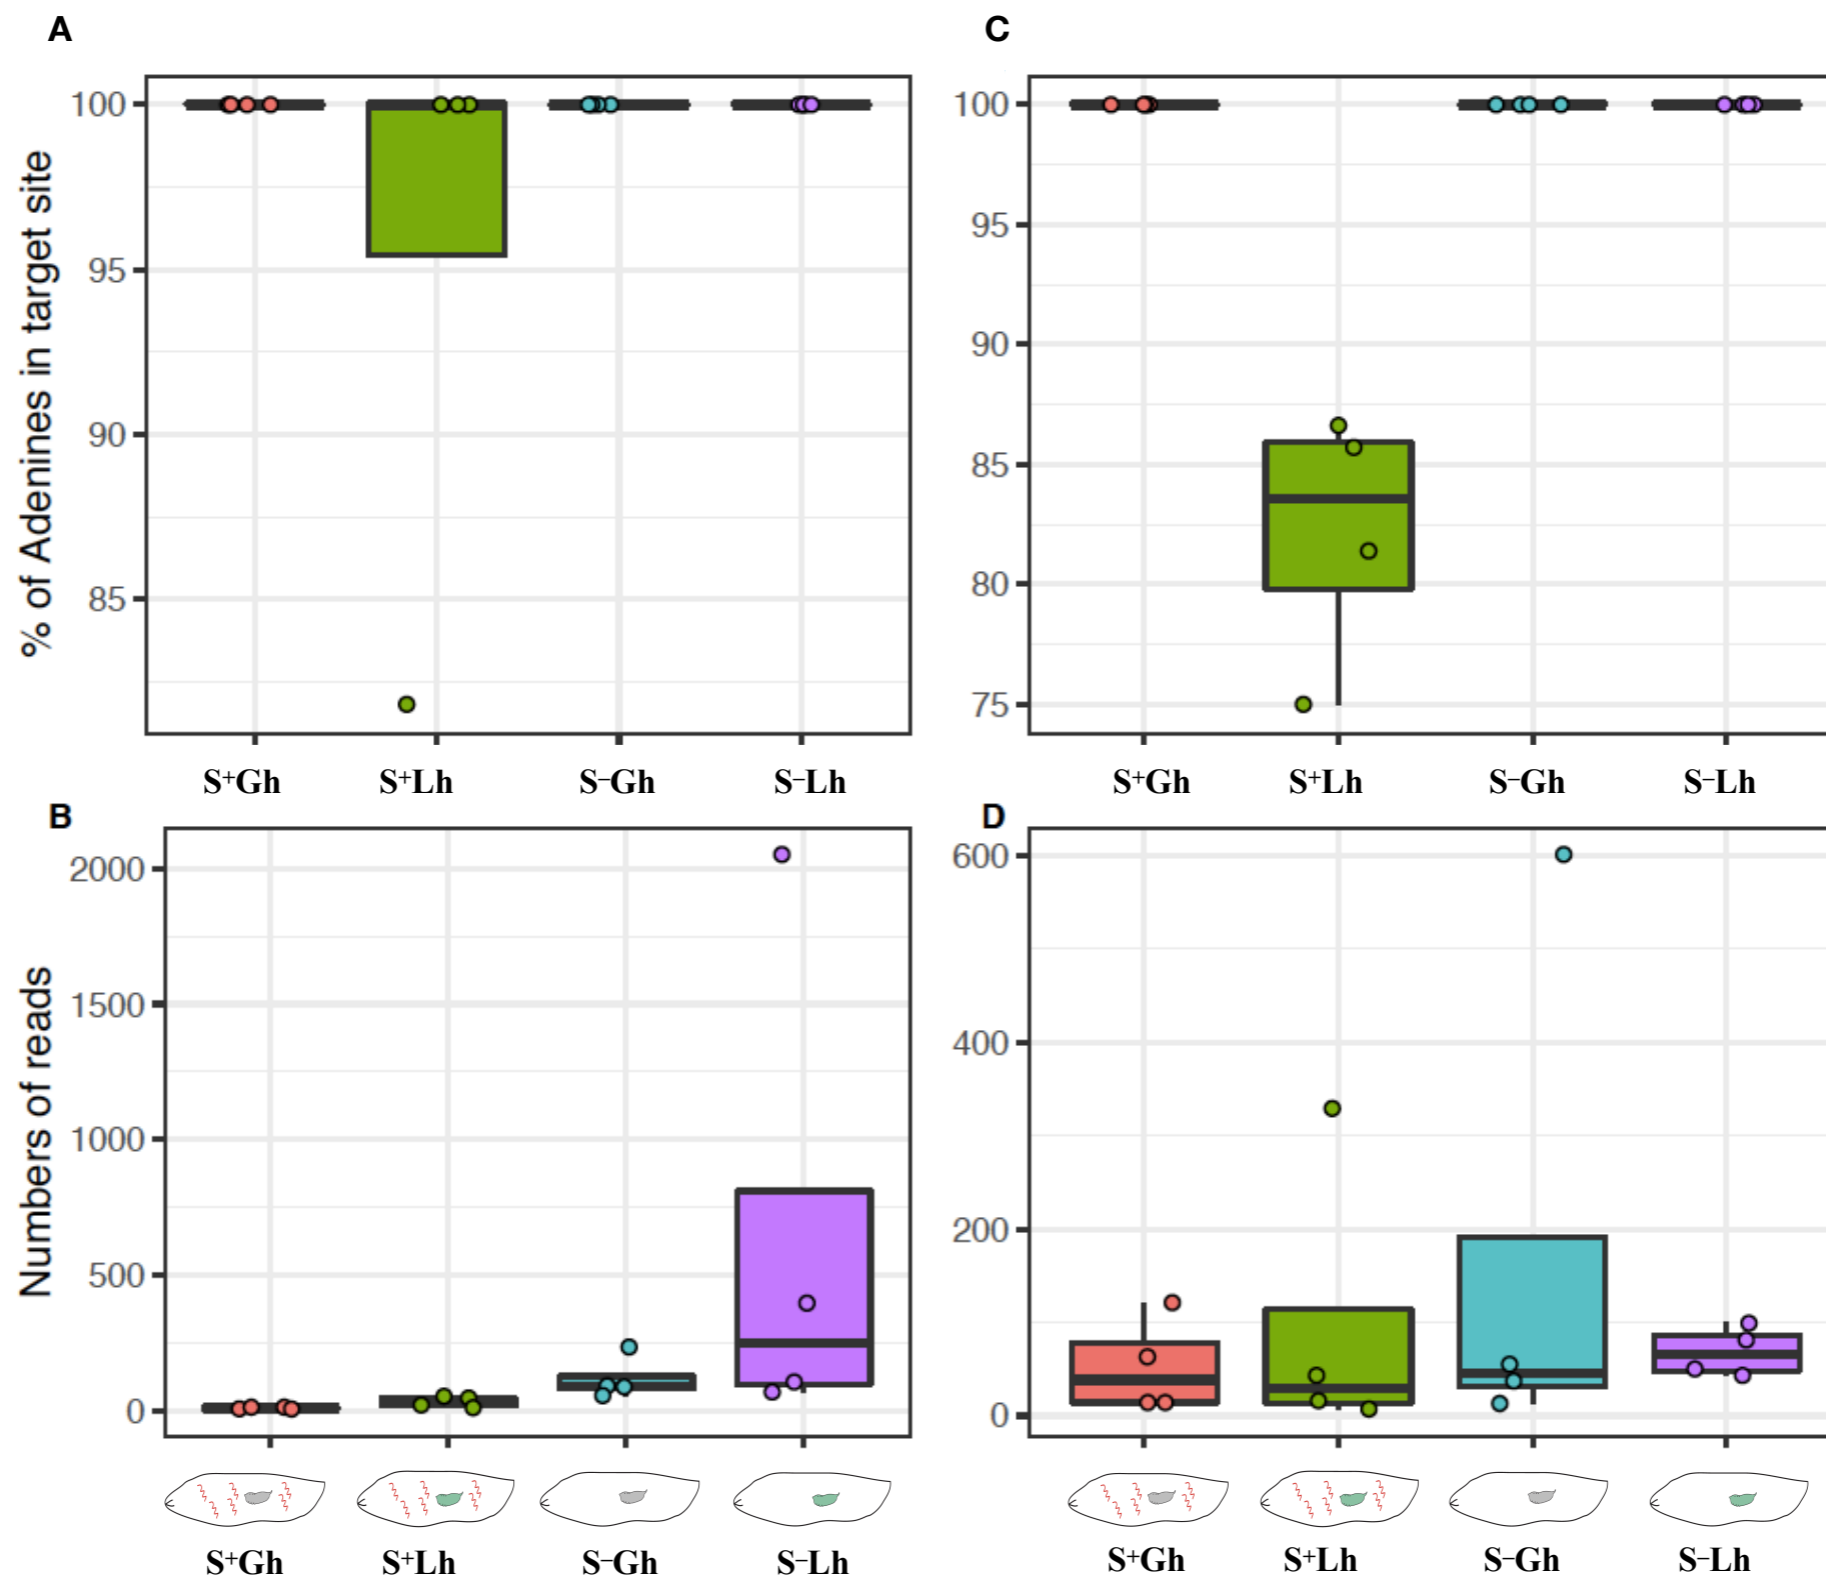 A
% of Adenines in target site
100
95
90
85
S⁺Gh S⁺Lh S⁻Gh S⁻Lh
C
100
95
90
85
80
75
S⁺Gh S⁺Lh S⁻Gh S⁻Lh
B
Numbers of reads
2000
1500
1000
500
0
S⁺Gh S⁺Lh S⁻Gh S⁻Lh
D
600
400
200
0
S⁺Gh S⁺Lh S⁻Gh S⁻Lh